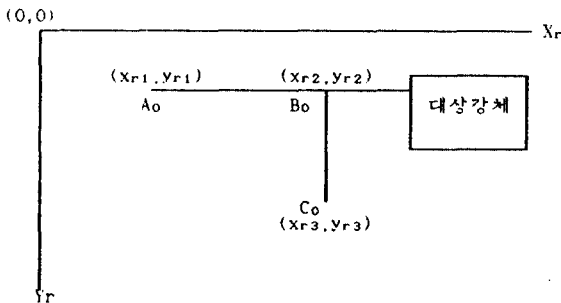 (0,0)
Xr
(Xr1,Yr1) (Xr2,Yr2)
Ao Bo 대상강체
Co
(Xr3,Yr3)
Yr